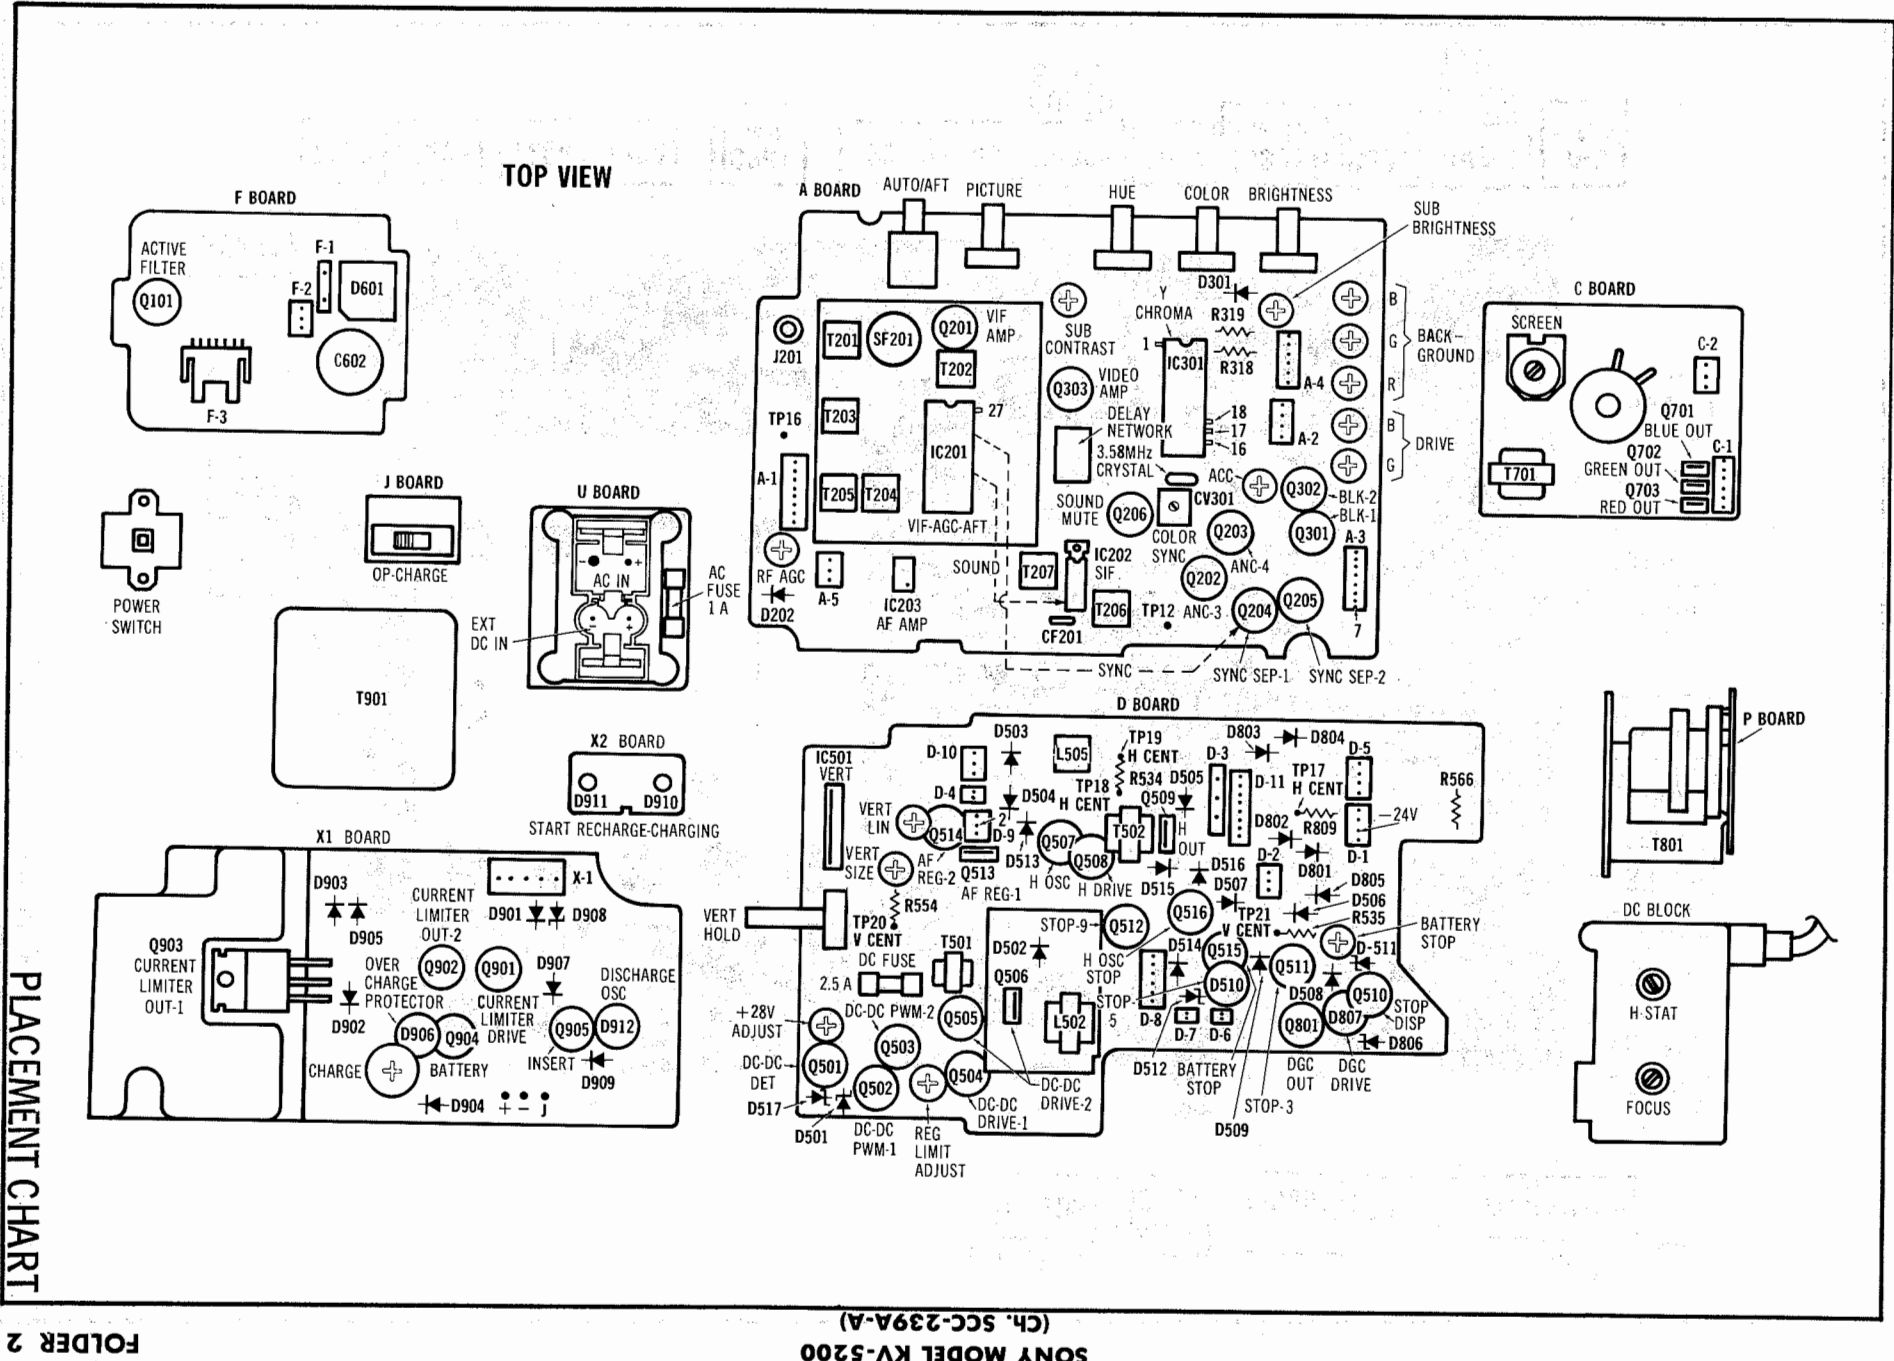 TOP VIEW
F BOARD
ACTIVE
FILTER
Q101
F-1
F-2
D601
C602
F-3
POWER
SWITCH
J BOARD
OP-CHARGE
U BOARD
AC IN
EXT
DC IN
AC
FUSE
1 A
T901
X2 BOARD
D911
D910
START RECHARGE-CHARGING
A BOARD
AUTO/AFT
PICTURE
HUE
COLOR
BRIGHTNESS
SUB
BRIGHTNESS
J201
T201
SF201
Q201
VIF
AMP
T202
T203
TP16
IC201
27
A-1
T205
T204
VIF-AGC-AFT
RF AGC
D202
A-5
IC203
AF AMP
SOUND
T207
IC202
SIF
CF201
T206
TP12
SUB
CONTRAST
Q303
VIDEO
AMP
DELAY
NETWORK
3.58MHz
CRYSTAL
SOUND
MUTE
Q206
CV301
COLOR
SYNC
Y
CHROMA
1
IC301
18
17
16
D301
R319
R318
A-4
A-2
B
G
R
BACK-
GROUND
B
G
DRIVE
ACC
Q302
BLK-2
BLK-1
Q301
Q203
ANC-4
Q202
ANC-3
Q204
Q205
A-3
7
SYNC
SYNC SEP-1
SYNC SEP-2
C BOARD
SCREEN
C-2
Q701
BLUE OUT
Q702
GREEN OUT
Q703
RED OUT
C-1
T701
P BOARD
T801
DC BLOCK
H-STAT
FOCUS
X1 BOARD
D903
D905
CURRENT
LIMITER
OUT-2
X-1
D901
D908
Q903
CURRENT
LIMITER
OUT-1
D902
OVER
CHARGE
PROTECTOR
Q902
Q901
CURRENT
LIMITER
DRIVE
D907
DISCHARGE
OSC
D906
Q904
Q905
D912
INSERT
D909
CHARGE
BATTERY
D904
+ − J
D BOARD
IC501
VERT
D-10
D503
L505
TP19
H CENT
D803
D804
D-3
D-5
R566
D-4
D504
TP18
H CENT
R534
D505
D-11
TP17
H CENT
VERT
LIN
Q514
2
D-9
D513
Q507
Q508
T502
Q509
H
OUT
D802
R809
−24V
D-1
VERT
SIZE
AF
REG-2
Q513
AF REG-1
H OSC
H DRIVE
D515
D516
D-2
D801
D805
D507
D506
R535
VERT
HOLD
R554
TP20
V CENT
STOP-9
Q512
Q516
TP21
V CENT
BATTERY
STOP
D-511
T501
D502
H OSC
STOP
D514
Q515
Q511
DC FUSE
2.5 A
Q506
STOP
5
D510
D508
Q510
STOP
DISP
+28V
ADJUST
DC-DC PWM-2
Q505
L502
D-8
D-7
D-6
Q801
D807
D806
DC-DC
DET
Q501
Q503
Q504
D512
BATTERY
STOP
DGC
OUT
DGC
DRIVE
Q502
DC-DC
DRIVE-2
STOP-3
D517
D501
DC-DC
PWM-1
REG
LIMIT
ADJUST
DC-DC
DRIVE-1
D509
PLACEMENT CHART
SONY MODEL KV-5200
(Ch. SCC-239A-A)
FOLDER 2